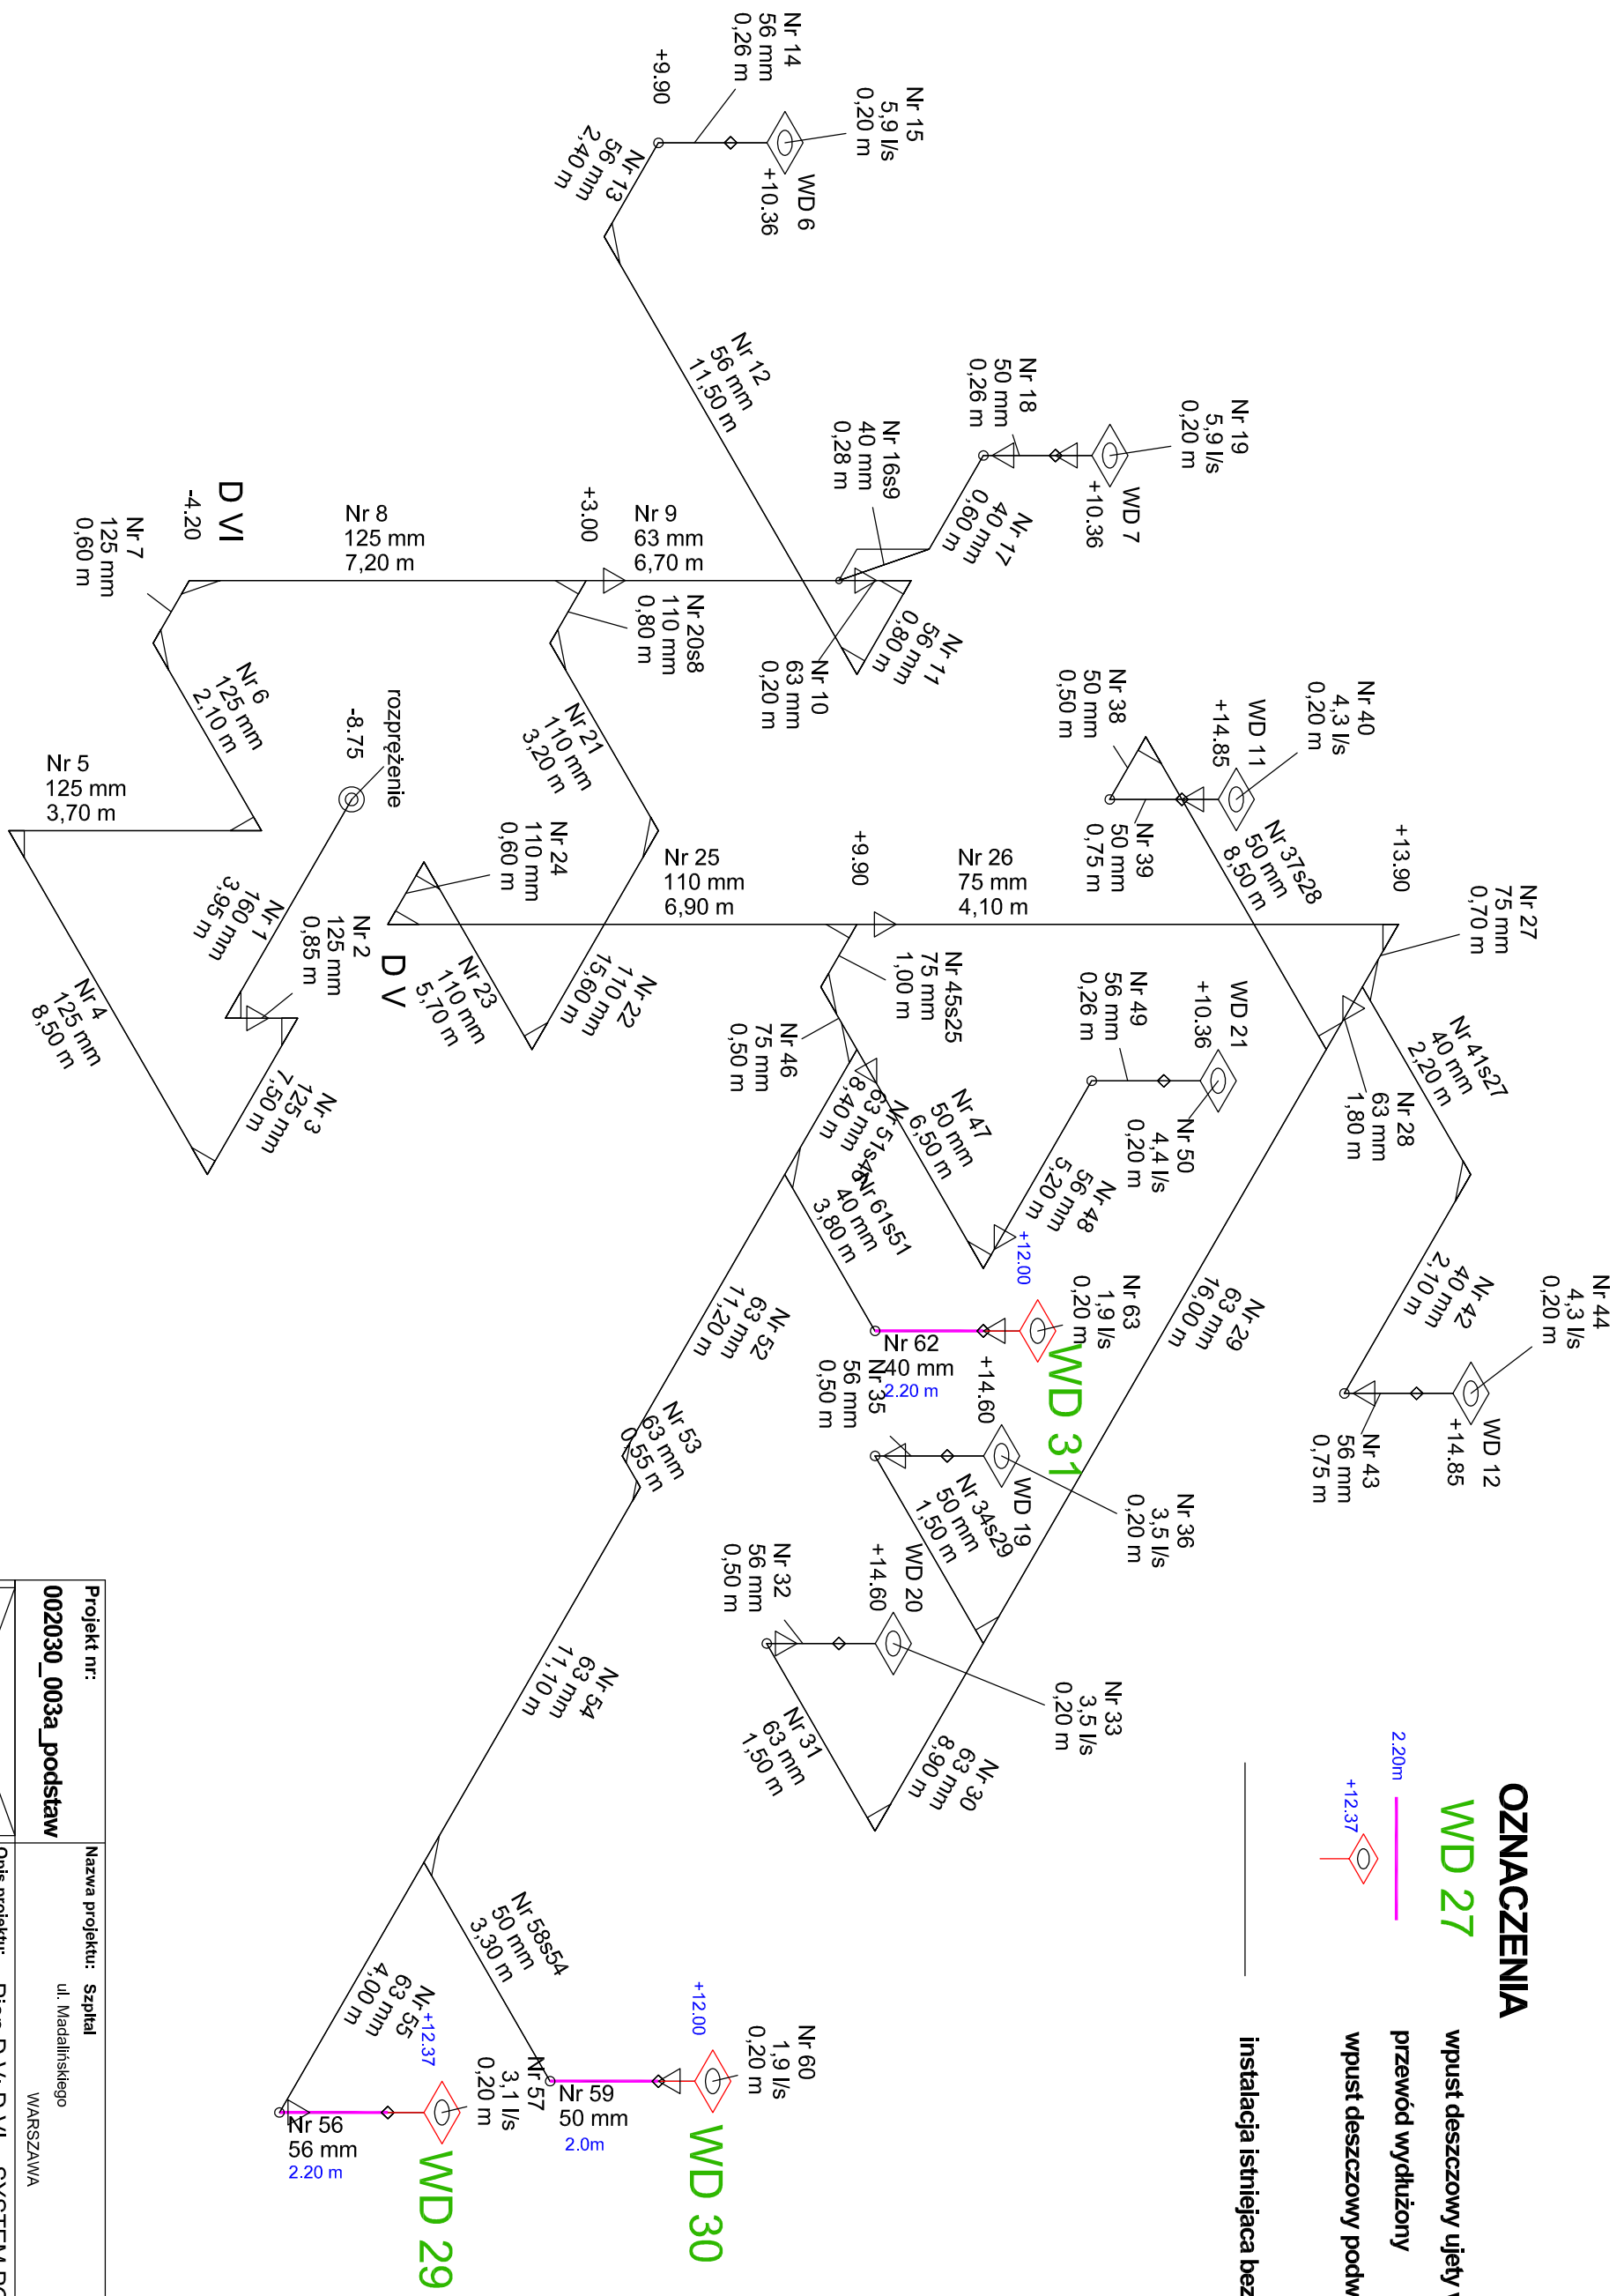 Nr 14
56 mm
0,26 m
Nr 15
5,9 l/s
0,20 m
+9.90
WD 6
+10.36
Nr 13
56 mm
2,40 m
Nr 12
56 mm
11,50 m
Nr 18
50 mm
0,26 m
Nr 19
5,9 l/s
0,20 m
WD 7
+10.36
Nr 16s9
40 mm
0,28 m
Nr 17
40 mm
0,60 m
D VI
-4.20
Nr 7
125 mm
0,60 m
Nr 8
125 mm
7,20 m
+3.00
Nr 9
63 mm
6,70 m
Nr 20s8
110 mm
0,80 m
Nr 10
63 mm
0,20 m
Nr 11
56 mm
0,80 m
Nr 6
125 mm
2,10 m
rozprężenie
-8.75
Nr 21
110 mm
3,20 m
Nr 38
50 mm
0,50 m
WD 11
+14.85
Nr 40
4,3 l/s
0,20 m
Nr 5
125 mm
3,70 m
Nr 24
110 mm
0,60 m
Nr 25
110 mm
6,90 m
+9.90
Nr 26
75 mm
4,10 m
Nr 39
50 mm
0,75 m
Nr 37s28
50 mm
8,50 m
+13.90
Nr 27
75 mm
0,70 m
Nr 1
160 mm
3,95 m
Nr 2
125 mm
0,85 m
D V
Nr 23
110 mm
5,70 m
Nr 22
110 mm
15,60 m
Nr 45s25
75 mm
1,00 m
Nr 49
56 mm
0,26 m
WD 21
+10.36
Nr 4
125 mm
8,50 m
Nr 3
125 mm
7,50 m
Nr 46
75 mm
0,50 m
Nr 51s46
63 mm
8,40 m
Nr 47
50 mm
6,50 m
Nr 50
4,4 l/s
0,20 m
Nr 28
63 mm
1,80 m
Nr 41s27
40 mm
2,20 m
Nr 61s51
40 mm
3,80 m
Nr 48
56 mm
5,20 m
+12.00
Nr 63
1,9 l/s
0,20 m
WD 31
Nr 62
40 mm
2.20 m
Nr 29
63 mm
16,00 m
Nr 42
40 mm
2,10 m
Nr 44
4,3 l/s
0,20 m
WD 12
+14.85
Nr 43
56 mm
0,75 m
Nr 52
63 mm
11,20 m
Nr 53
63 mm
0,55 m
Nr 35
56 mm
0,50 m
+14.60
WD 19
Nr 36
3,5 l/s
0,20 m
Nr 34s29
50 mm
1,50 m
Nr 32
56 mm
0,50 m
WD 20
+14.60
Nr 33
3,5 l/s
0,20 m
Nr 31
63 mm
1,50 m
Nr 30
63 mm
8,90 m
Nr 54
63 mm
11,10 m
Nr 58s54
50 mm
3,30 m
Nr 55
63 mm
4,00 m
+12.37
Nr 57
3,1 l/s
0,20 m
Nr 56
56 mm
2.20 m
WD 29
+12.00
Nr 60
1,9 l/s
0,20 m
Nr 59
50 mm
2.0m
WD 30
OZNACZENIA
WD 27
wpust deszczowy ujety
2.20m
przewód wydłużony
+12.37
wpust deszczowy podw
instalacja istniejaca bez
Projekt nr:
002030_003a_podstaw
Nazwa projektu: Szpital
ul. Madalińskiego
WARSZAWA
Opis projektu: